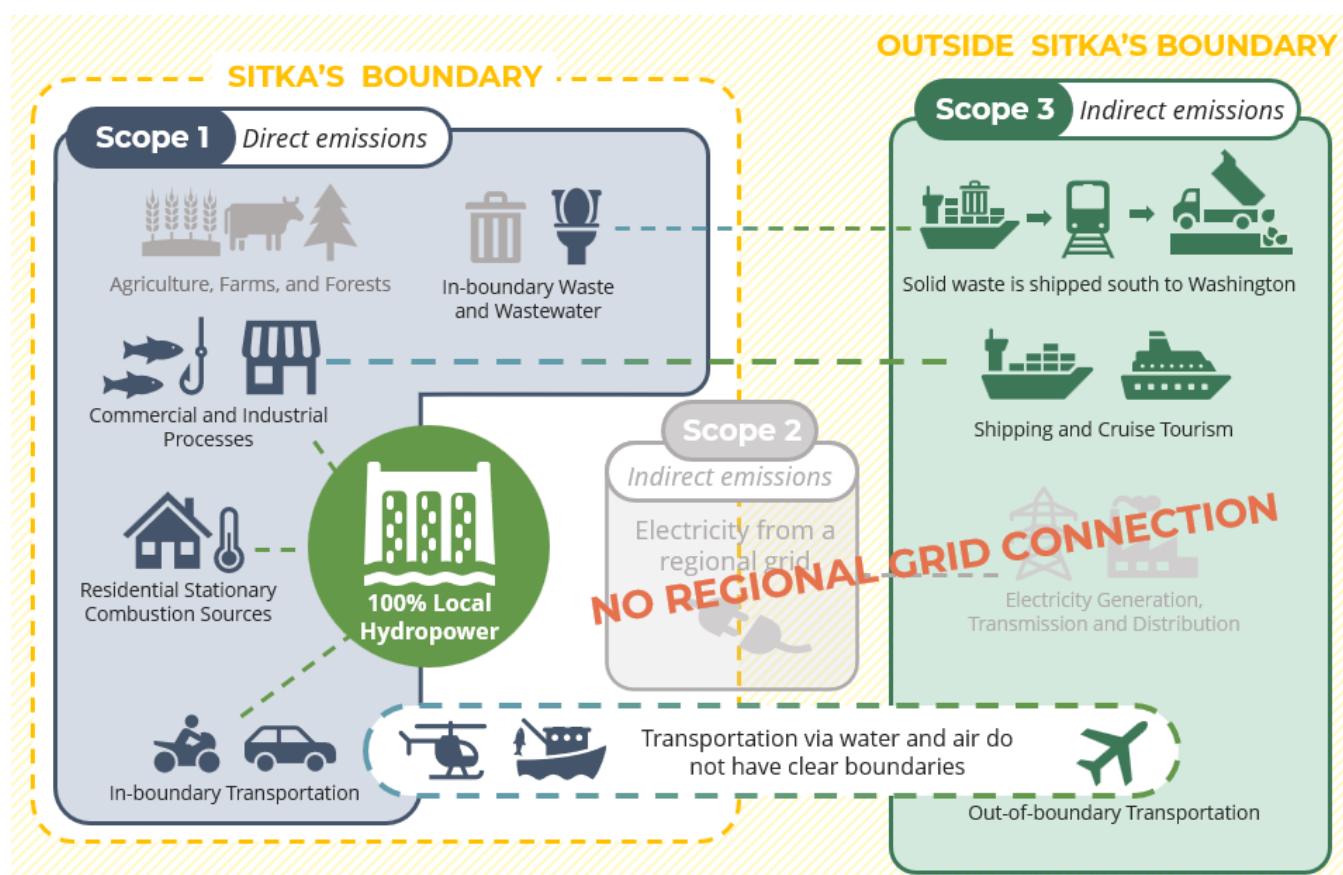 OUTSIDE SITKA'S BOUNDARY
SITKA'S BOUNDARY
Scope 1 Direct emissions
Agriculture, Farms, and Forests
In-boundary Waste
and Wastewater
Commercial and Industrial
Processes
Residential Stationary
Combustion Sources
100% Local
Hydropower
In-boundary Transportation
Scope 2
Indirect emissions
Electricity from a
regional grid
NO REGIONAL GRID CONNECTION
Transportation via water and air do
not have clear boundaries
Scope 3 Indirect emissions
Solid waste is shipped south to Washington
Shipping and Cruise Tourism
Electricity Generation,
Transmission and Distribution
Out-of-boundary Transportation